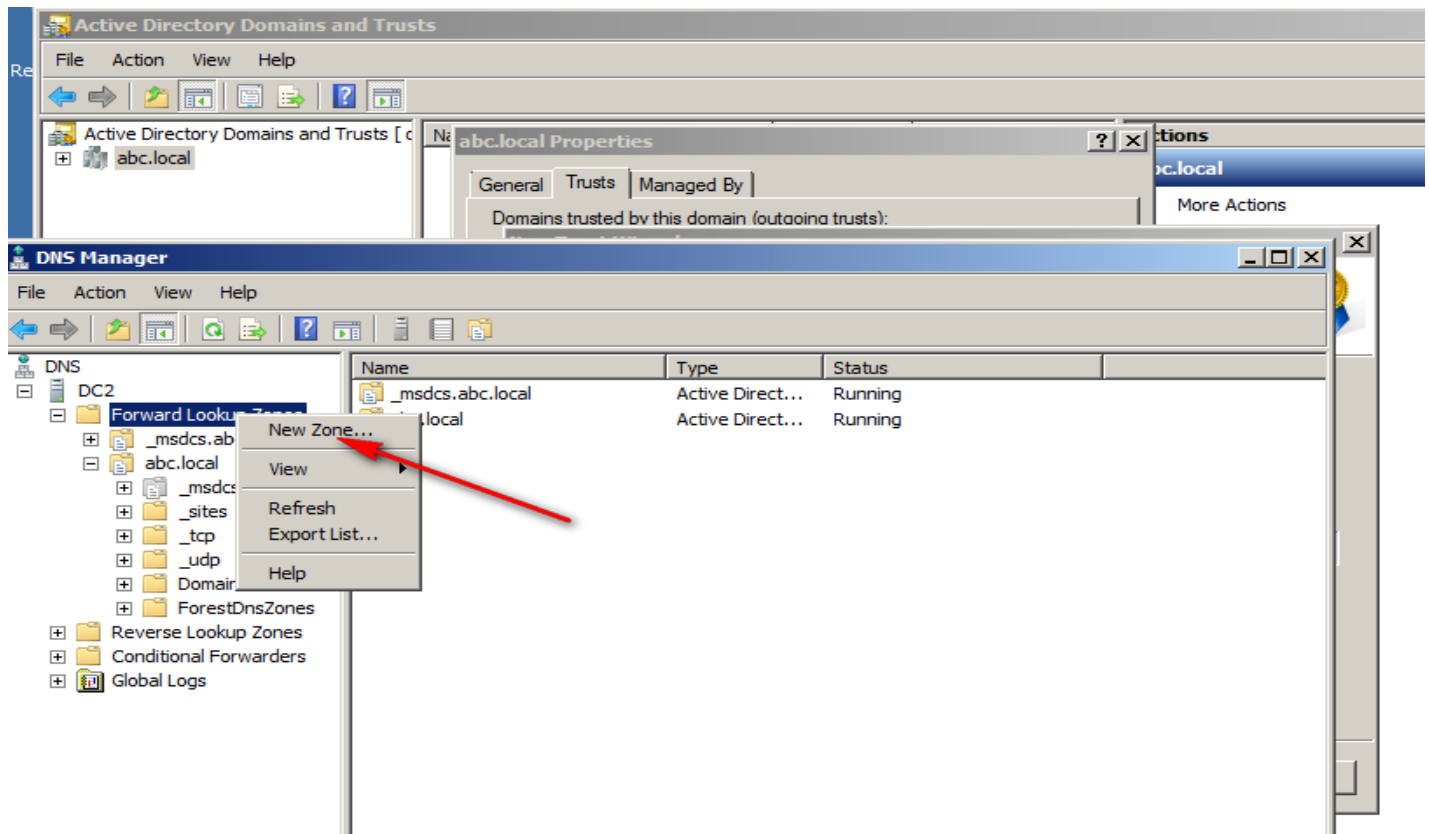 Active Directory Domains and Trusts
File Action View Help
Re
Active Directory Domains and Trusts [
abc.local
abc.local Properties
General Trusts Managed By
Domains trusted by this domain (outgoing trusts):
abc.local
More Actions
DNS Manager
File Action View Help
DNS
DC2
Forward Lookup Zones
_msdcs.ab
abc.local
_msdcs
_sites
_tcp
_udp
Domain
ForestDnsZones
Reverse Lookup Zones
Conditional Forwarders
Global Logs
New Zone...
View
Refresh
Export List...
Help
Name Type Status
_msdcs.abc.local Active Direct... Running
.local Active Direct... Running